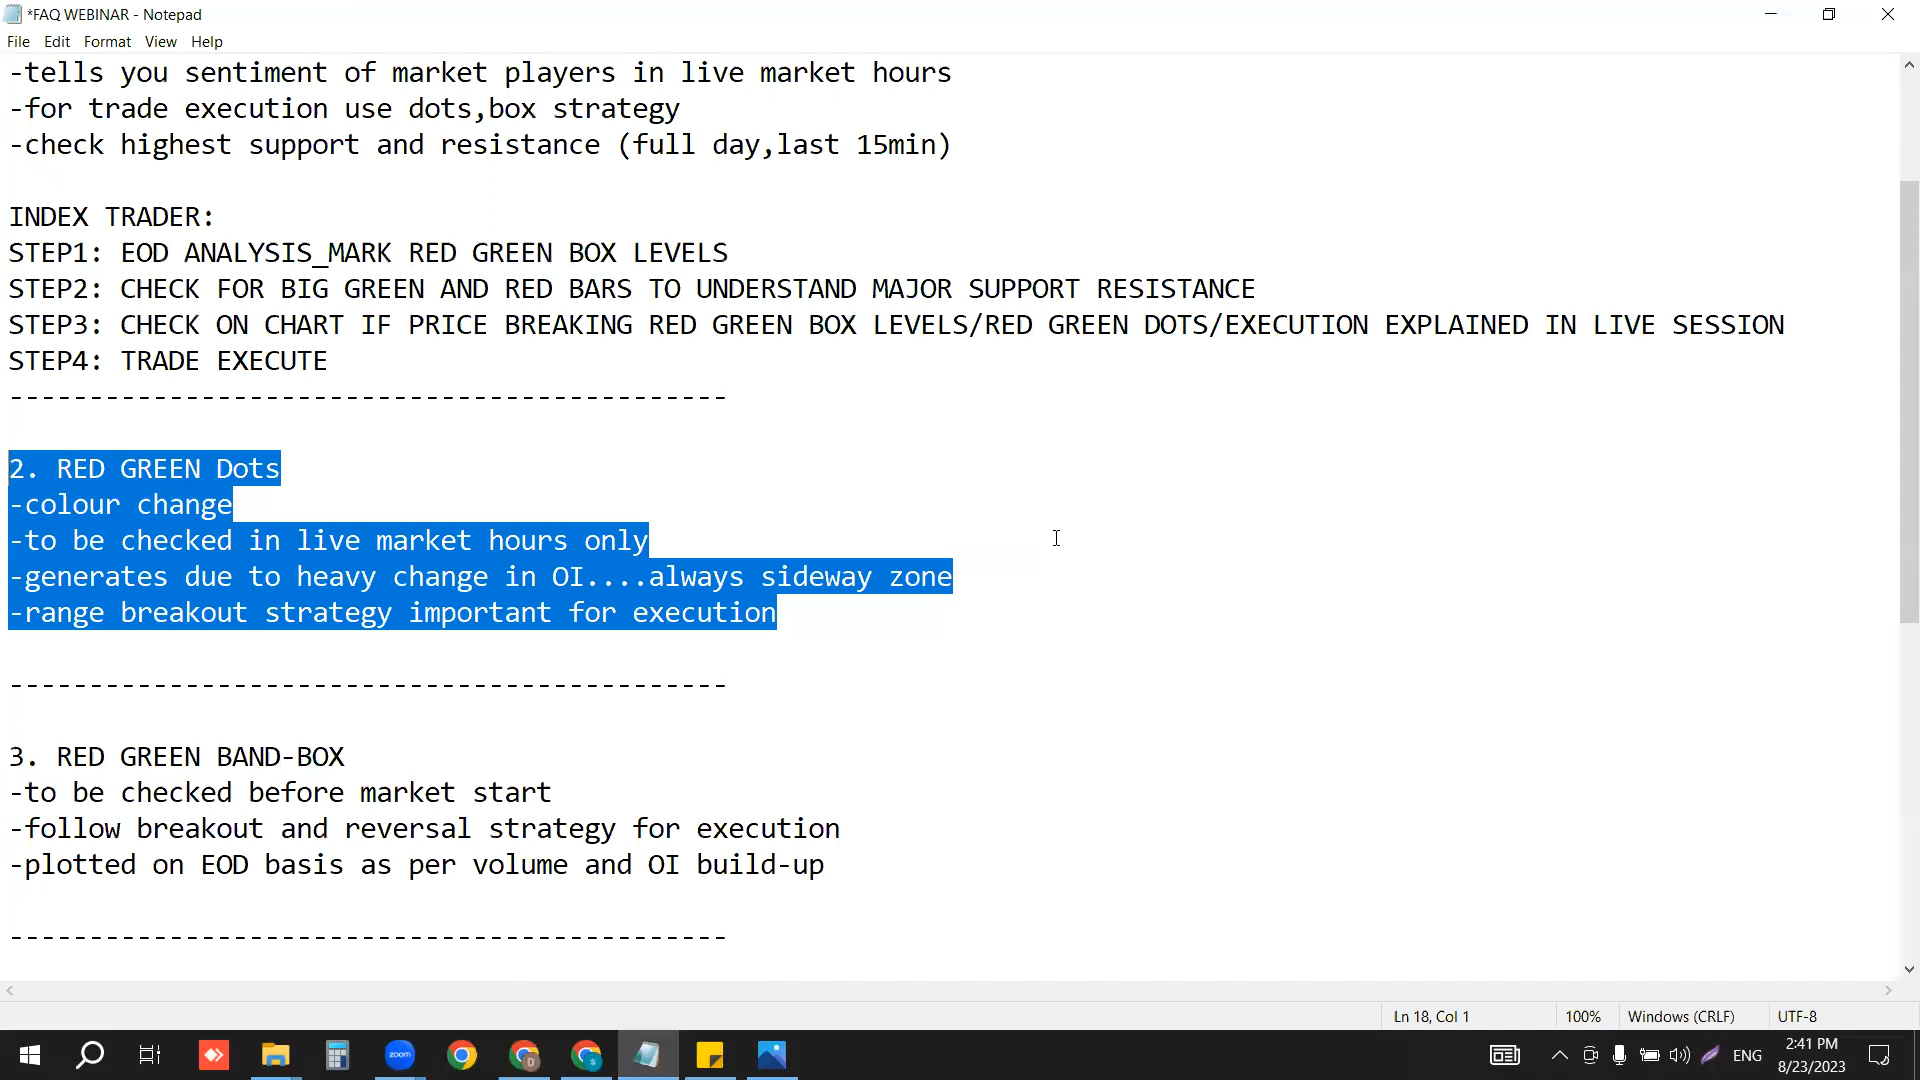 *FAQ WEBINAR - Notepad
File Edit Format View Help
-tells you sentiment of market players in live market hours
-for trade execution use dots,box strategy
-check highest support and resistance (full day,last 15min)
INDEX TRADER:
STEP1: EOD ANALYSIS_MARK RED GREEN BOX LEVELS
STEP2: CHECK FOR BIG GREEN AND RED BARS TO UNDERSTAND MAJOR SUPPORT RESISTANCE
STEP3: CHECK ON CHART IF PRICE BREAKING RED GREEN BOX LEVELS/RED GREEN DOTS/EXECUTION EXPLAINED IN LIVE SESSION
STEP4: TRADE EXECUTE
---------------------------------------------
2. RED GREEN Dots
-colour change
-to be checked in live market hours only
-generates due to heavy change in OI....always sideway zone
-range breakout strategy important for execution
---------------------------------------------
3. RED GREEN BAND-BOX
-to be checked before market start
-follow breakout and reversal strategy for execution
-plotted on EOD basis as per volume and OI build-up
---------------------------------------------
Ln 18, Col 1 100% Windows (CRLF) UTF-8
zoom D S ENG 2:41 PM
8/23/2023